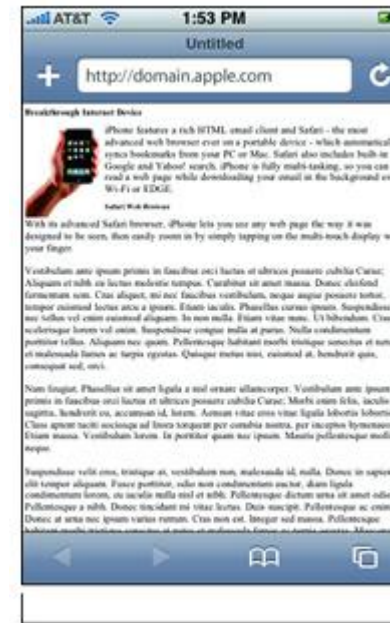 AT&T 1:53 PM
Untitled
http://domain.apple.com
Breakthrough Internet Device
iPhone features a rich HTML email client and Safari - the most
advanced web browser ever on a portable device - which automatical
syncs bookmarks from your PC or Mac. Safari also includes built-in
Google and Yahoo! search. iPhone is fully multi-tasking, so you can
read a web page while downloading your email in the background ov
Wi-Fi or EDGE.
Safari Web Browser
With its advanced Safari browser, iPhone lets you see any web page the way it was
designed to be seen, then easily zoom in by simply tapping on the multi-touch display w
your finger.
Vestibulum ante ipsum primis in faucibus orci luctus et ultrices posuere cubilia Curae;
Aliquam et nibh eu lectus molestie tempus. Curabitur sit amet massa. Donec eleifend
fermentum sem. Cras aliquet, mi nec faucibus vestibulum, neque augue posuere tortor,
tempor euismod lectus arcu a ipsum. Etiam iaculis. Phasellus cursus ipsum. Suspendisse
nec tellus vel enim euismod aliquam. In non nulla. Etiam vitae nunc. Ut bibendum. Cras
scelerisque lorem vel enim. Suspendisse congue nulla at purus. Nulla condimentum
porttitor tellus. Aliquam nec quam. Pellentesque habitant morbi tristique senectus et netu
et malesuada fames ac turpis egestas. Quisque metus nisi, euismod at, hendrerit quis,
consequat sed, orci.
Nam feugiat. Phasellus sit amet ligula a nisl ornare ullamcorper. Vestibulum ante ipsum
primis in faucibus orci luctus et ultrices posuere cubilia Curae; Morbi enim felis, iaculis
sagittis, hendrerit eu, accumsan id, lorem. Aenean vitae eros vitae ligula lobortis lobortis
Class aptent taciti sociosqu ad litora torquent per conubia nostra, per inceptos hymenaeos
Etiam massa. Vestibulum lorem. In porttitor quam nec ipsum. Mauris pellentesque molli
neque.
Suspendisse velit eros, tristique at, vestibulum non, malesuada id, nulla. Donec in sapien
elit tempor aliquam. Fusce porttitor, odio non condimentum auctor, diam ligula
condimentum lorem, eu iaculis nulla nisl et nibh. Pellentesque dictum urna sit amet odio
Pellentesque a nibh. Donec tincidunt mi vitae lectus. Duis suscipit. Pellentesque ac enim
Donec at urna nec ipsum varius rutrum. Cras non est. Integer sed massa. Pellentesque